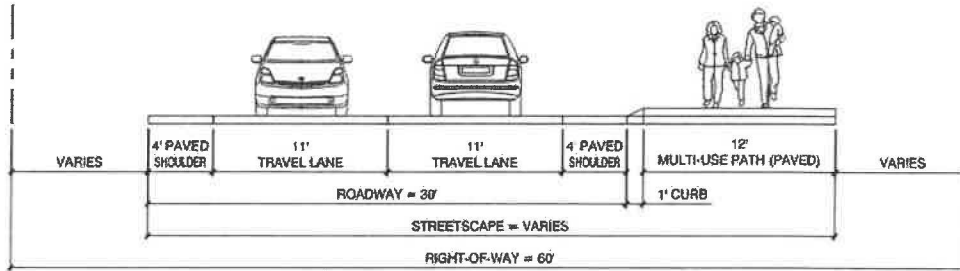 VARIES
4' PAVED
SHOULDER
11'
TRAVEL LANE
11'
TRAVEL LANE
4' PAVED
SHOULDER
12'
MULTI-USE PATH (PAVED)
VARIES
ROADWAY = 30'
1' CURB
STREETSCAPE = VARIES
RIGHT-OF-WAY = 60'